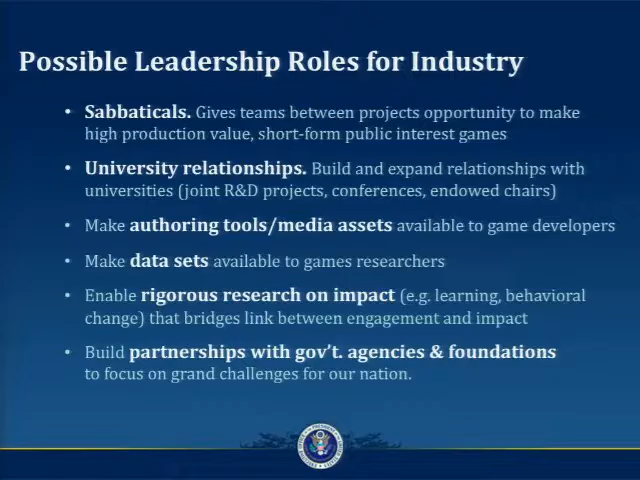 Possible Leadership Roles for Industry
• Sabbaticals. Gives teams between projects opportunity to make
high production value, short-form public interest games
• University relationships. Build and expand relationships with
universities (joint R&D projects, conferences, endowed chairs)
• Make authoring tools/media assets available to game developers
• Make data sets available to games researchers
• Enable rigorous research on impact (e.g. learning, behavioral
change) that bridges link between engagement and impact
• Build partnerships with gov't. agencies & foundations
to focus on grand challenges for our nation.